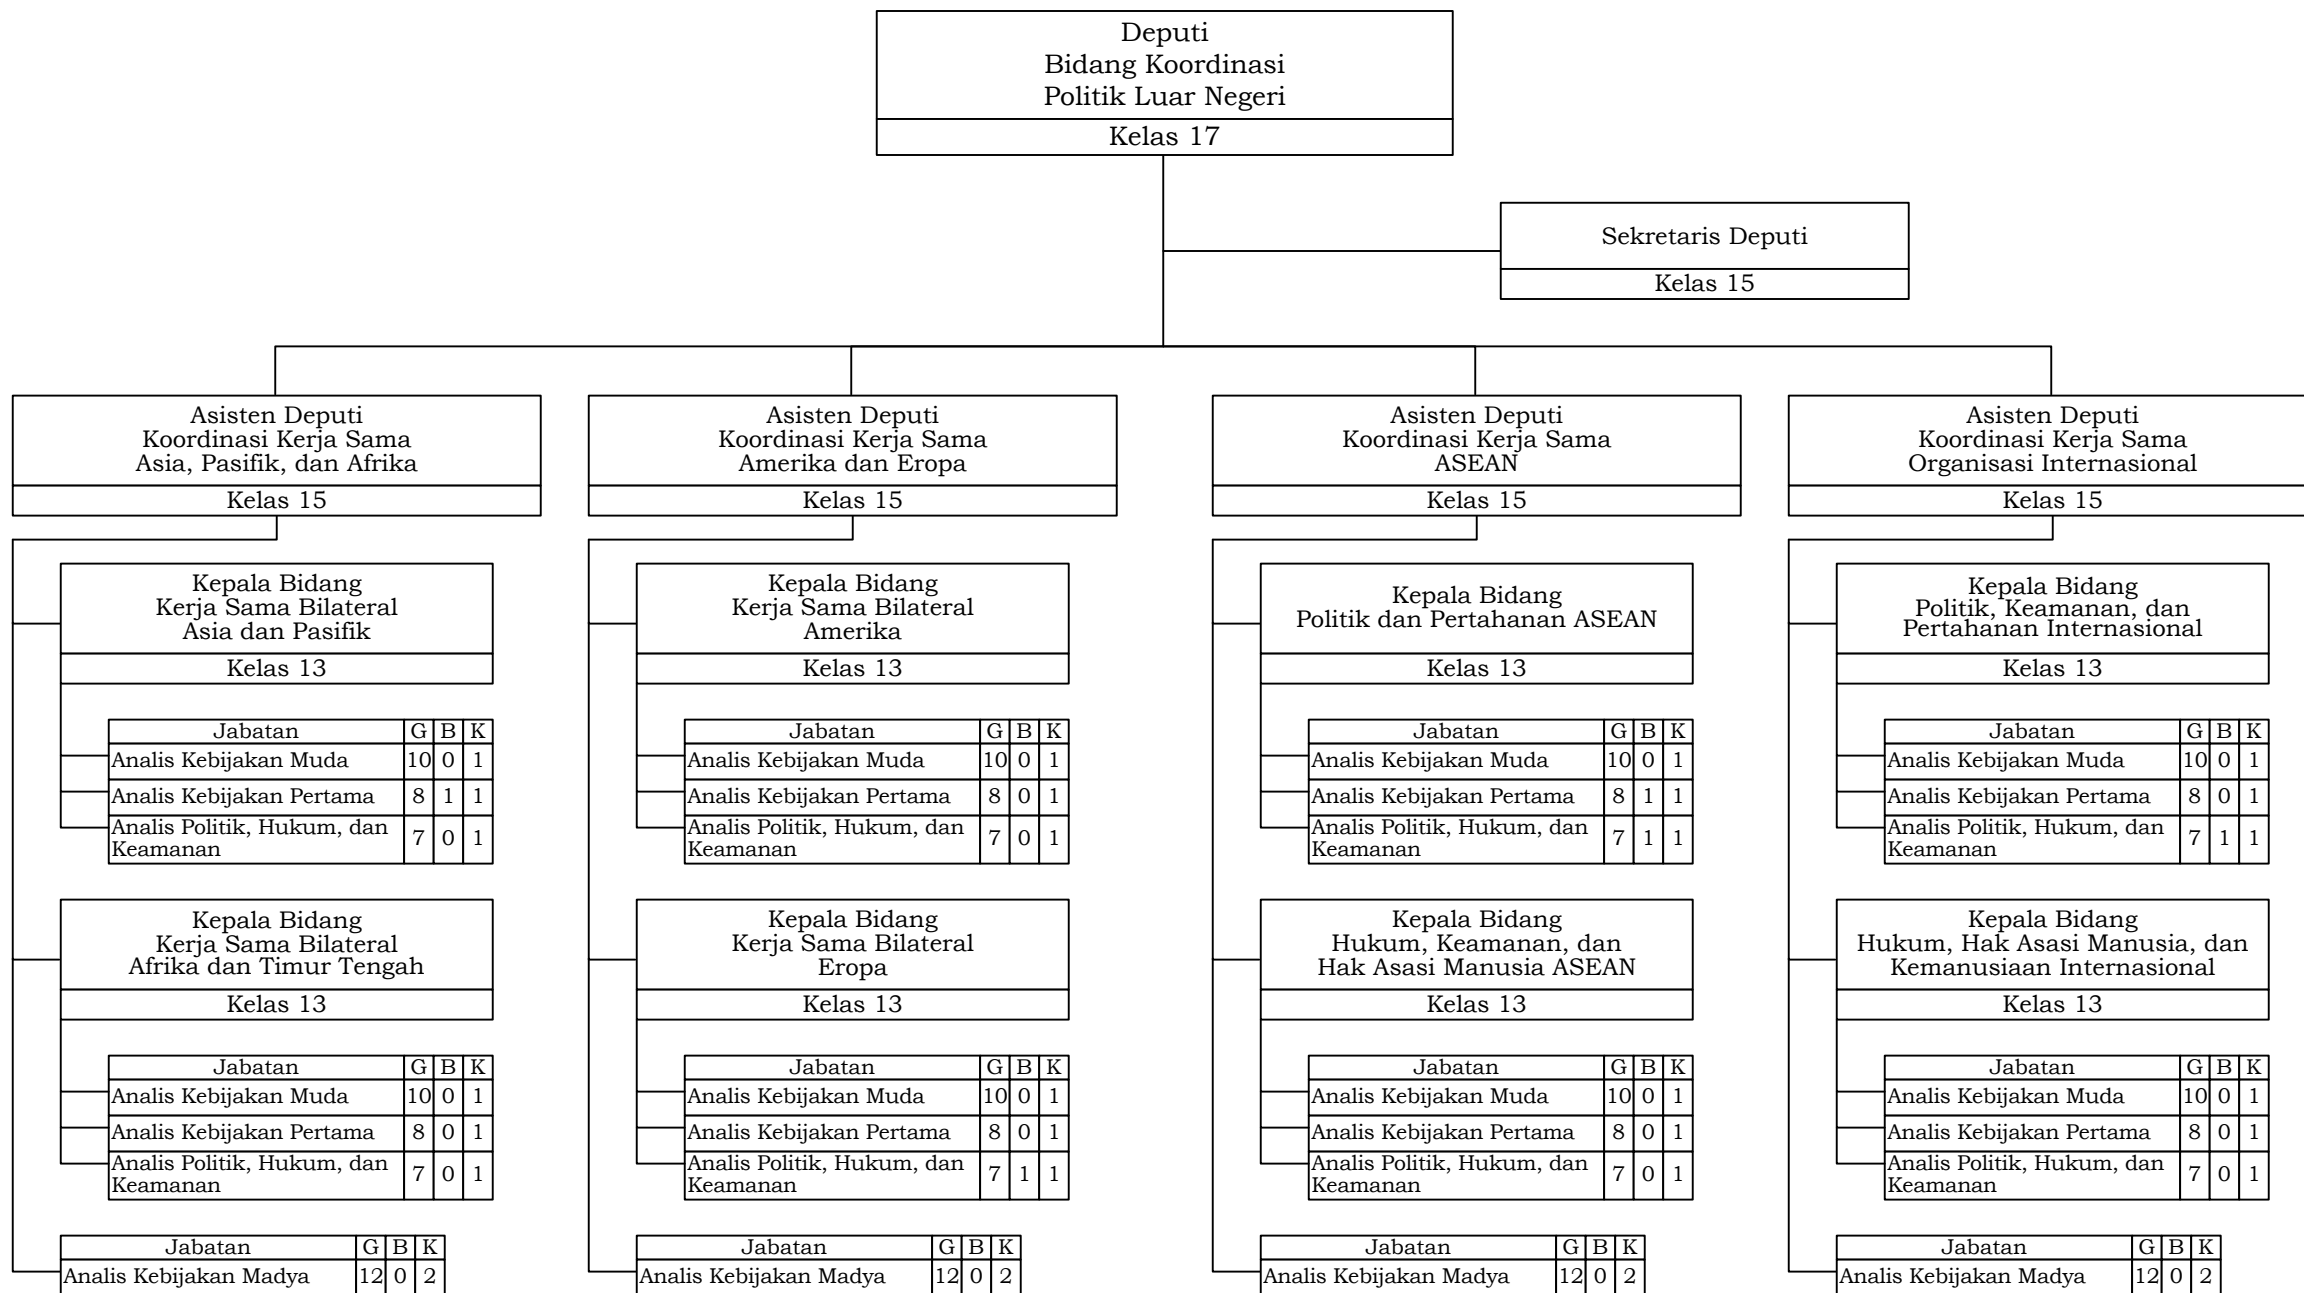 Deputi
Bidang Koordinasi
Politik Luar Negeri
Kelas 17
Sekretaris Deputi
Kelas 15
Asisten Deputi
Koordinasi Kerja Sama
Asia, Pasifik, dan Afrika
Kelas 15
Kepala Bidang
Kerja Sama Bilateral
Asia dan Pasifik
Kelas 13
Jabatan G B K
Analis Kebijakan Muda 10 0 1
Analis Kebijakan Pertama 8 1 1
Analis Politik, Hukum, dan
Keamanan 7 0 1
Kepala Bidang
Kerja Sama Bilateral
Afrika dan Timur Tengah
Kelas 13
Jabatan G B K
Analis Kebijakan Muda 10 0 1
Analis Kebijakan Pertama 8 0 1
Analis Politik, Hukum, dan
Keamanan 7 0 1
Jabatan G B K
Analis Kebijakan Madya 12 0 2
Asisten Deputi
Koordinasi Kerja Sama
Amerika dan Eropa
Kelas 15
Kepala Bidang
Kerja Sama Bilateral
Amerika
Kelas 13
Jabatan G B K
Analis Kebijakan Muda 10 0 1
Analis Kebijakan Pertama 8 0 1
Analis Politik, Hukum, dan
Keamanan 7 0 1
Kepala Bidang
Kerja Sama Bilateral
Eropa
Kelas 13
Jabatan G B K
Analis Kebijakan Muda 10 0 1
Analis Kebijakan Pertama 8 0 1
Analis Politik, Hukum, dan
Keamanan 7 1 1
Jabatan G B K
Analis Kebijakan Madya 12 0 2
Asisten Deputi
Koordinasi Kerja Sama
ASEAN
Kelas 15
Kepala Bidang
Politik dan Pertahanan ASEAN
Kelas 13
Jabatan G B K
Analis Kebijakan Muda 10 0 1
Analis Kebijakan Pertama 8 1 1
Analis Politik, Hukum, dan
Keamanan 7 1 1
Kepala Bidang
Hukum, Keamanan, dan
Hak Asasi Manusia ASEAN
Kelas 13
Jabatan G B K
Analis Kebijakan Muda 10 0 1
Analis Kebijakan Pertama 8 0 1
Analis Politik, Hukum, dan
Keamanan 7 0 1
Jabatan G B K
Analis Kebijakan Madya 12 0 2
Asisten Deputi
Koordinasi Kerja Sama
Organisasi Internasional
Kelas 15
Kepala Bidang
Politik, Keamanan, dan
Pertahanan Internasional
Kelas 13
Jabatan G B K
Analis Kebijakan Muda 10 0 1
Analis Kebijakan Pertama 8 0 1
Analis Politik, Hukum, dan
Keamanan 7 1 1
Kepala Bidang
Hukum, Hak Asasi Manusia, dan
Kemanusiaan Internasional
Kelas 13
Jabatan G B K
Analis Kebijakan Muda 10 0 1
Analis Kebijakan Pertama 8 0 1
Analis Politik, Hukum, dan
Keamanan 7 0 1
Jabatan G B K
Analis Kebijakan Madya 12 0 2